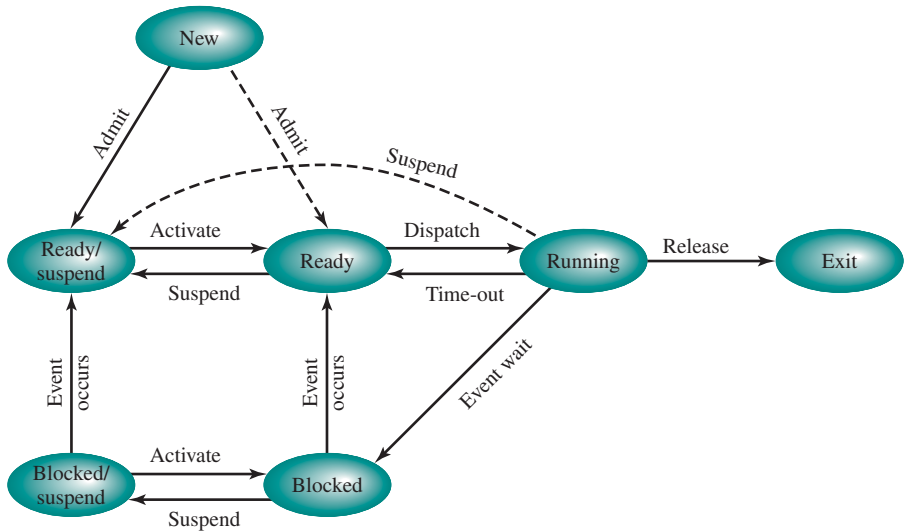 New
Admit
Admit
Suspend
Ready/
suspend
Activate
Suspend
Ready
Dispatch
Time-out
Running
Release
Exit
Event
occurs
Event
occurs
Event wait
Blocked/
suspend
Activate
Suspend
Blocked